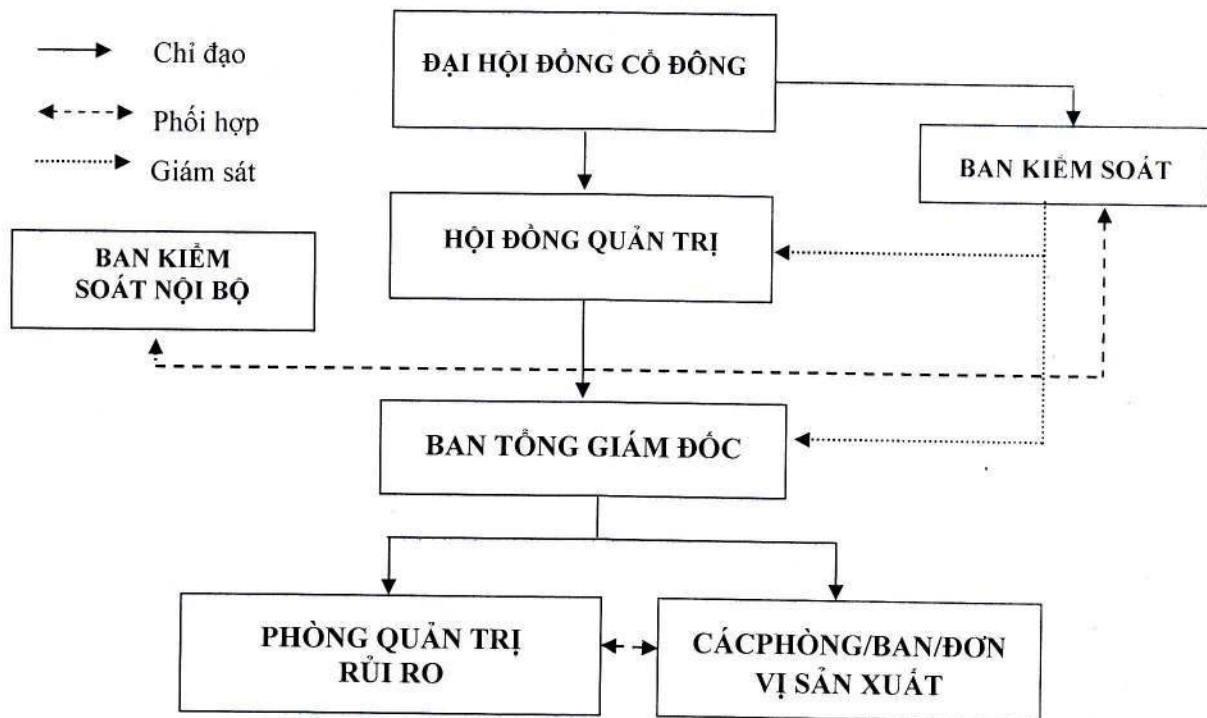 Chỉ đạo
Phối hợp
Giám sát
ĐẠI HỘI ĐỒNG CỔ ĐÔNG
BAN KIỂM SOÁT
HỘI ĐỒNG QUẢN TRỊ
BAN KIỂM
SOÁT NỘI BỘ
BAN TỔNG GIÁM ĐỐC
PHÒNG QUẢN TRỊ
RỦI RO
CÁCPHÒNG/BAN/ĐƠN
VỊ SẢN XUẤT